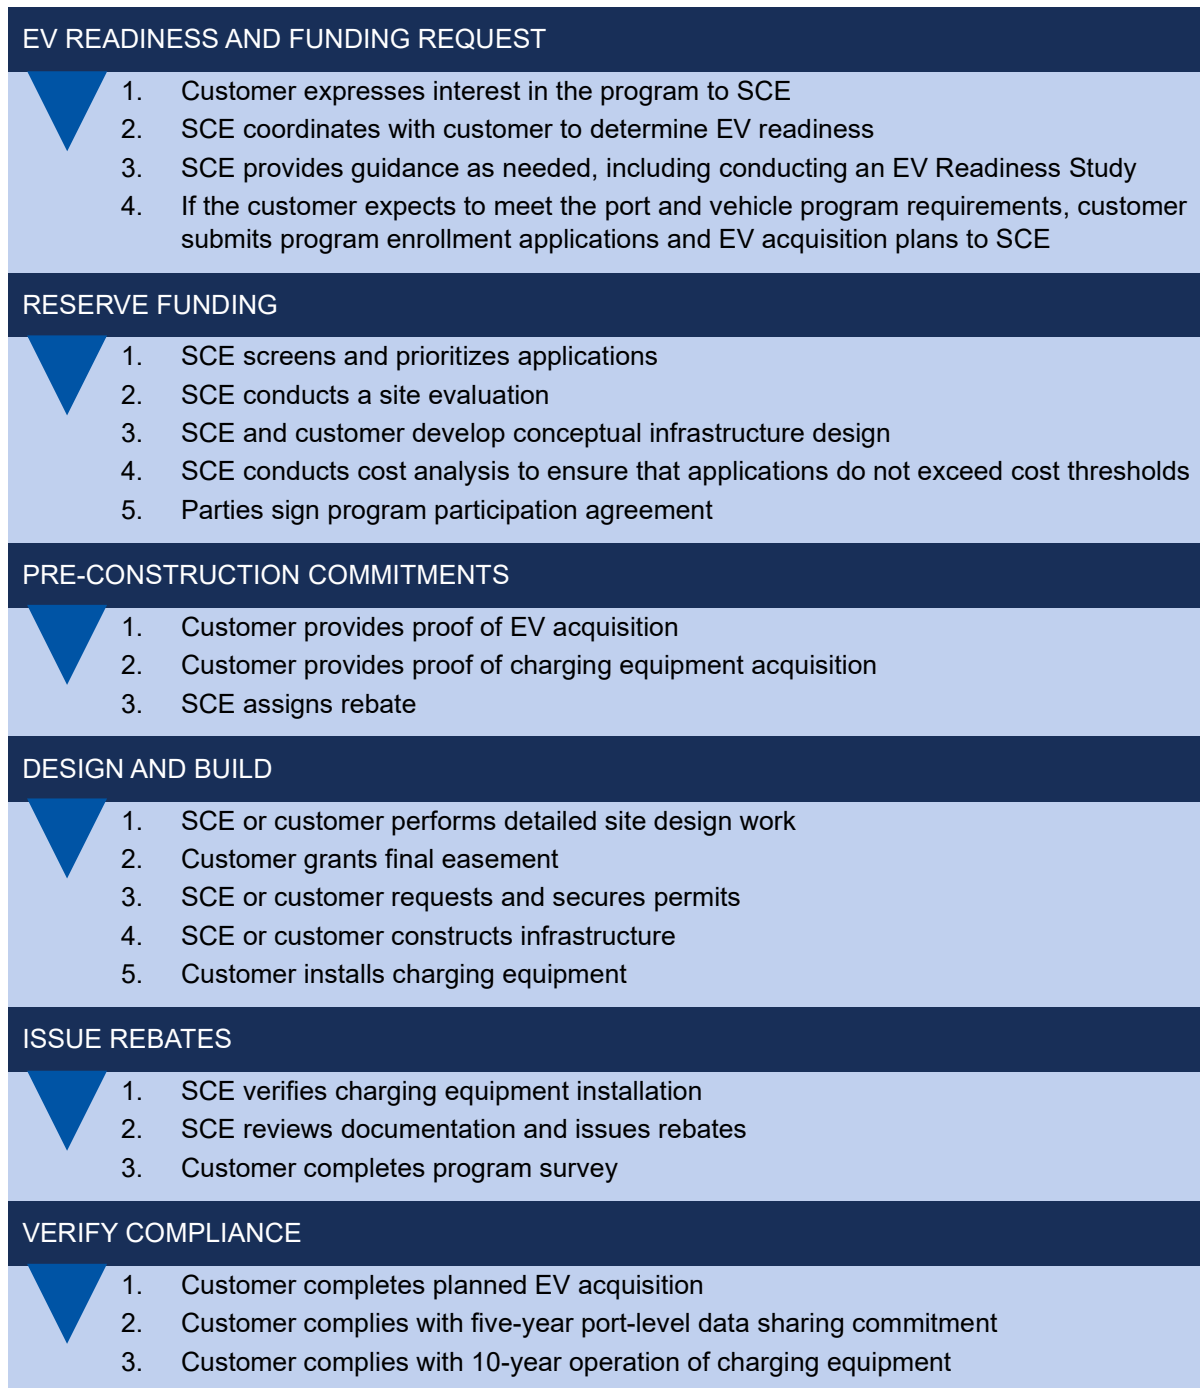 EV READINESS AND FUNDING REQUEST
1. Customer expresses interest in the program to SCE
2. SCE coordinates with customer to determine EV readiness
3. SCE provides guidance as needed, including conducting an EV Readiness Study
4. If the customer expects to meet the port and vehicle program requirements, customer
submits program enrollment applications and EV acquisition plans to SCE
RESERVE FUNDING
1. SCE screens and prioritizes applications
2. SCE conducts a site evaluation
3. SCE and customer develop conceptual infrastructure design
4. SCE conducts cost analysis to ensure that applications do not exceed cost thresholds
5. Parties sign program participation agreement
PRE-CONSTRUCTION COMMITMENTS
1. Customer provides proof of EV acquisition
2. Customer provides proof of charging equipment acquisition
3. SCE assigns rebate
DESIGN AND BUILD
1. SCE or customer performs detailed site design work
2. Customer grants final easement
3. SCE or customer requests and secures permits
4. SCE or customer constructs infrastructure
5. Customer installs charging equipment
ISSUE REBATES
1. SCE verifies charging equipment installation
2. SCE reviews documentation and issues rebates
3. Customer completes program survey
VERIFY COMPLIANCE
1. Customer completes planned EV acquisition
2. Customer complies with five-year port-level data sharing commitment
3. Customer complies with 10-year operation of charging equipment